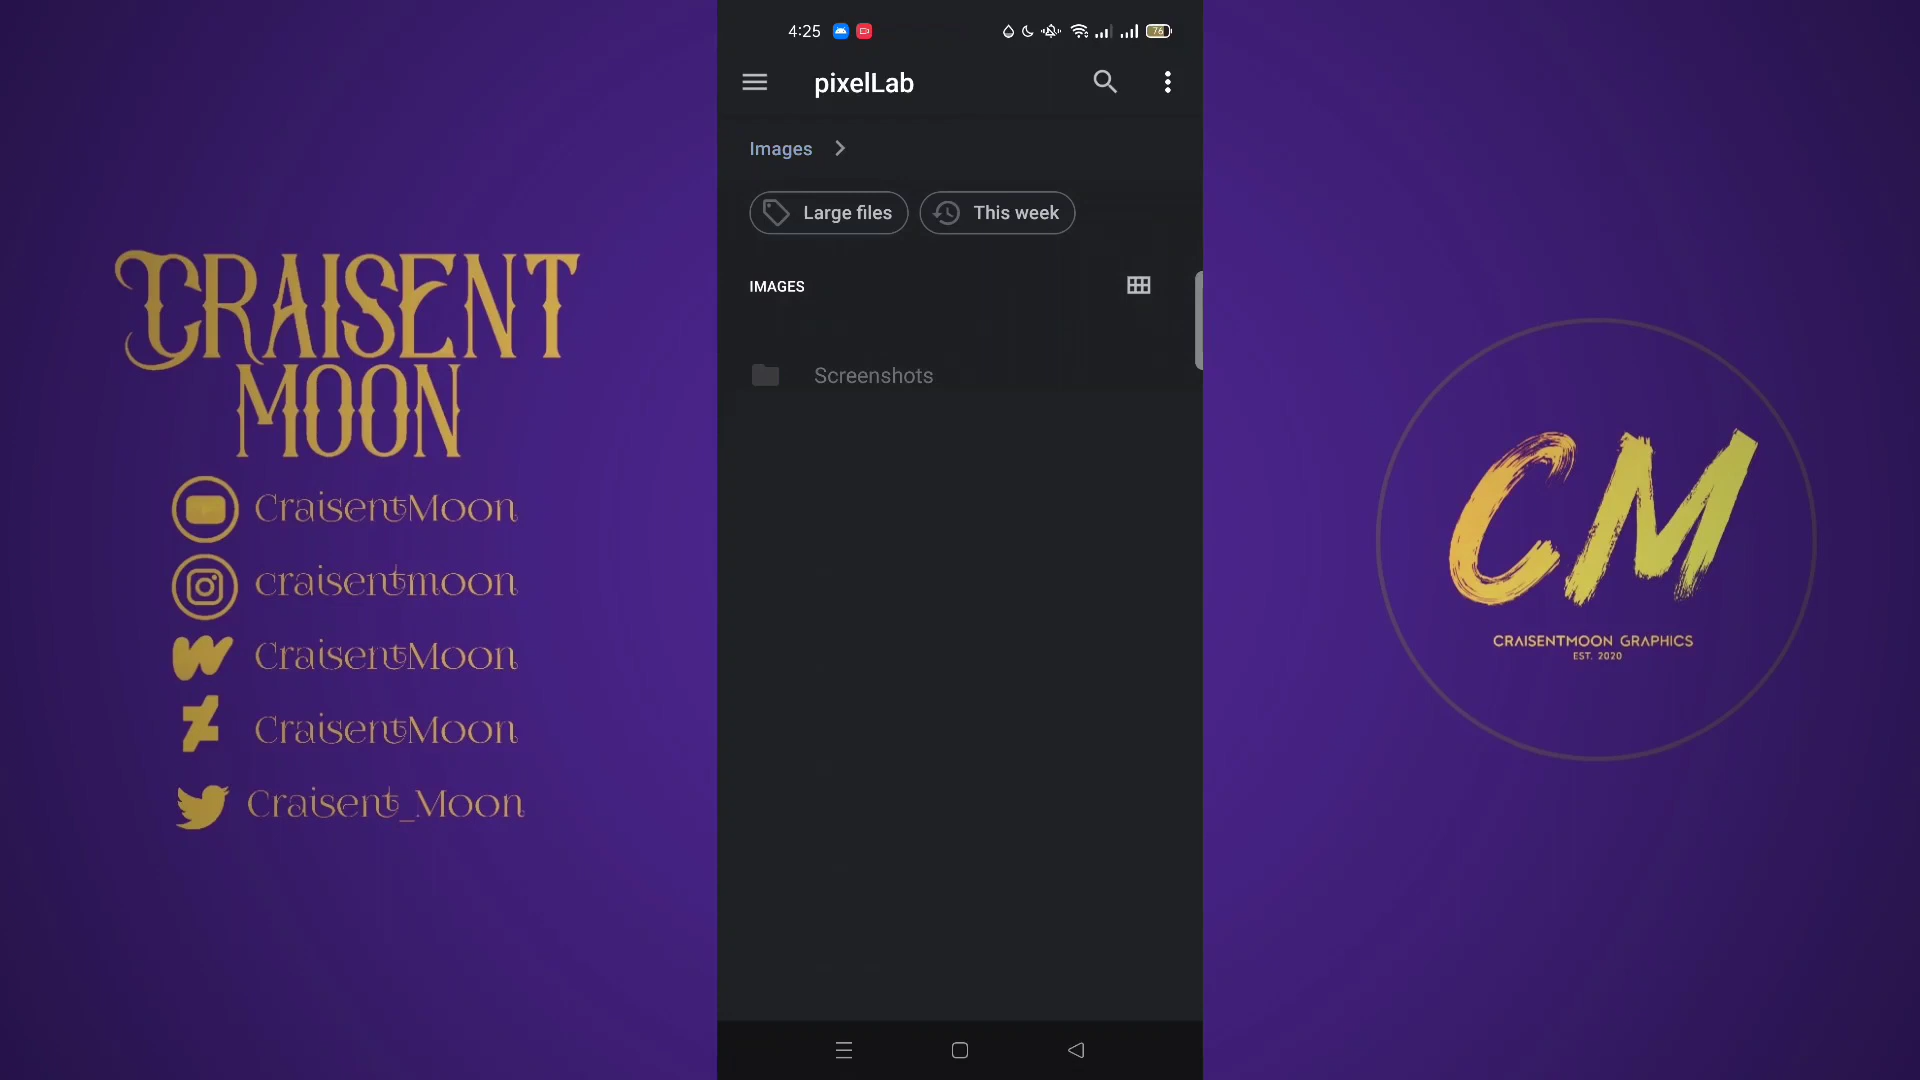 CRAISENT
MOON
CraisentMoon
craisentmoon
CraisentMoon
CraisentMoon
Craisent_Moon
4:25
76
pixelLab
Images
Large files
This week
IMAGES
Screenshots
CM
CRAISENTMOON GRAPHICS
EST. 2020